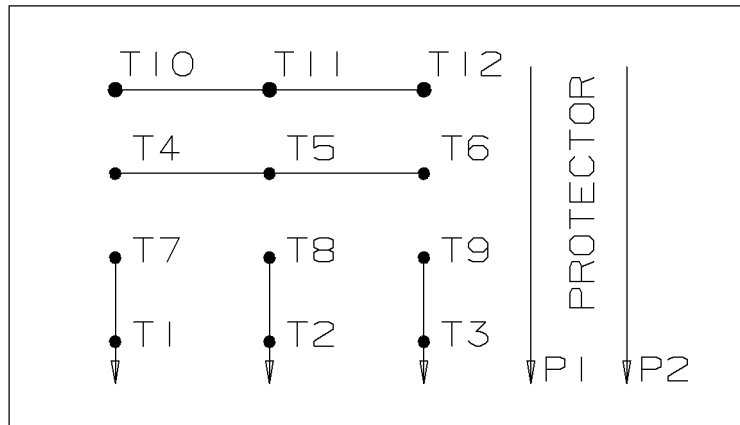 T10 T11 T12
T4 T5 T6
T7 T8 T9
T1 T2 T3
PROTECTOR
P1 P2